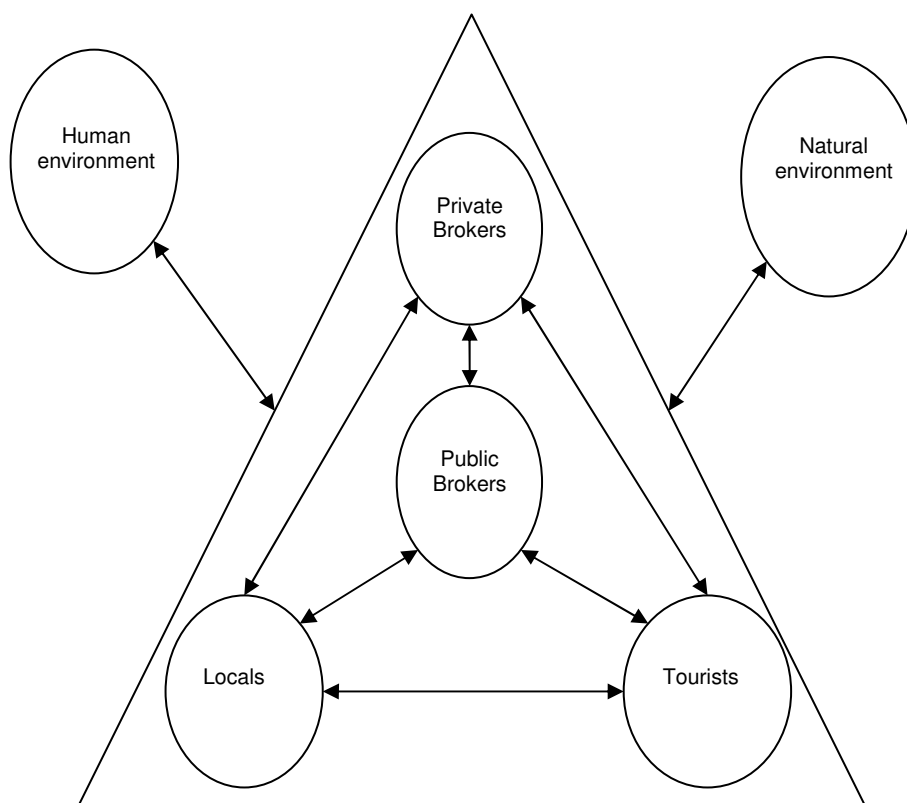 Human
environment
Natural
environment
Private
Brokers
Public
Brokers
Locals
Tourists